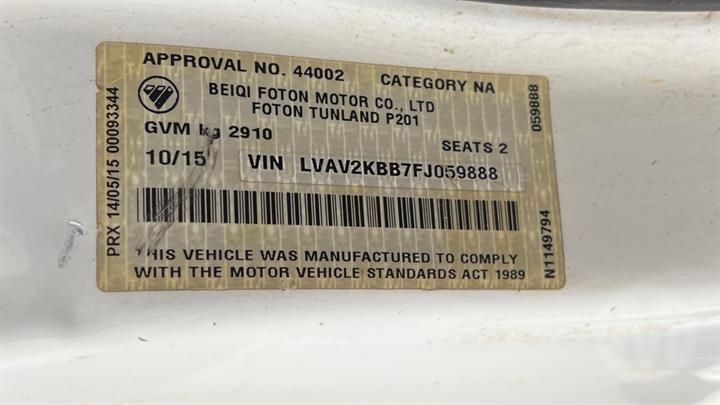 APPROVAL NO. 44002 CATEGORY NA
BEIQI FOTON MOTOR CO., LTD
FOTON TUNLAND P201
GVM kg 2910
SEATS 2
10/15 VIN LVAV2KBB7FJ059888
THIS VEHICLE WAS MANUFACTURED TO COMPLY
WITH THE MOTOR VEHICLE STANDARDS ACT 1989
PRX 14/05/15 00093344
059888
N1149794